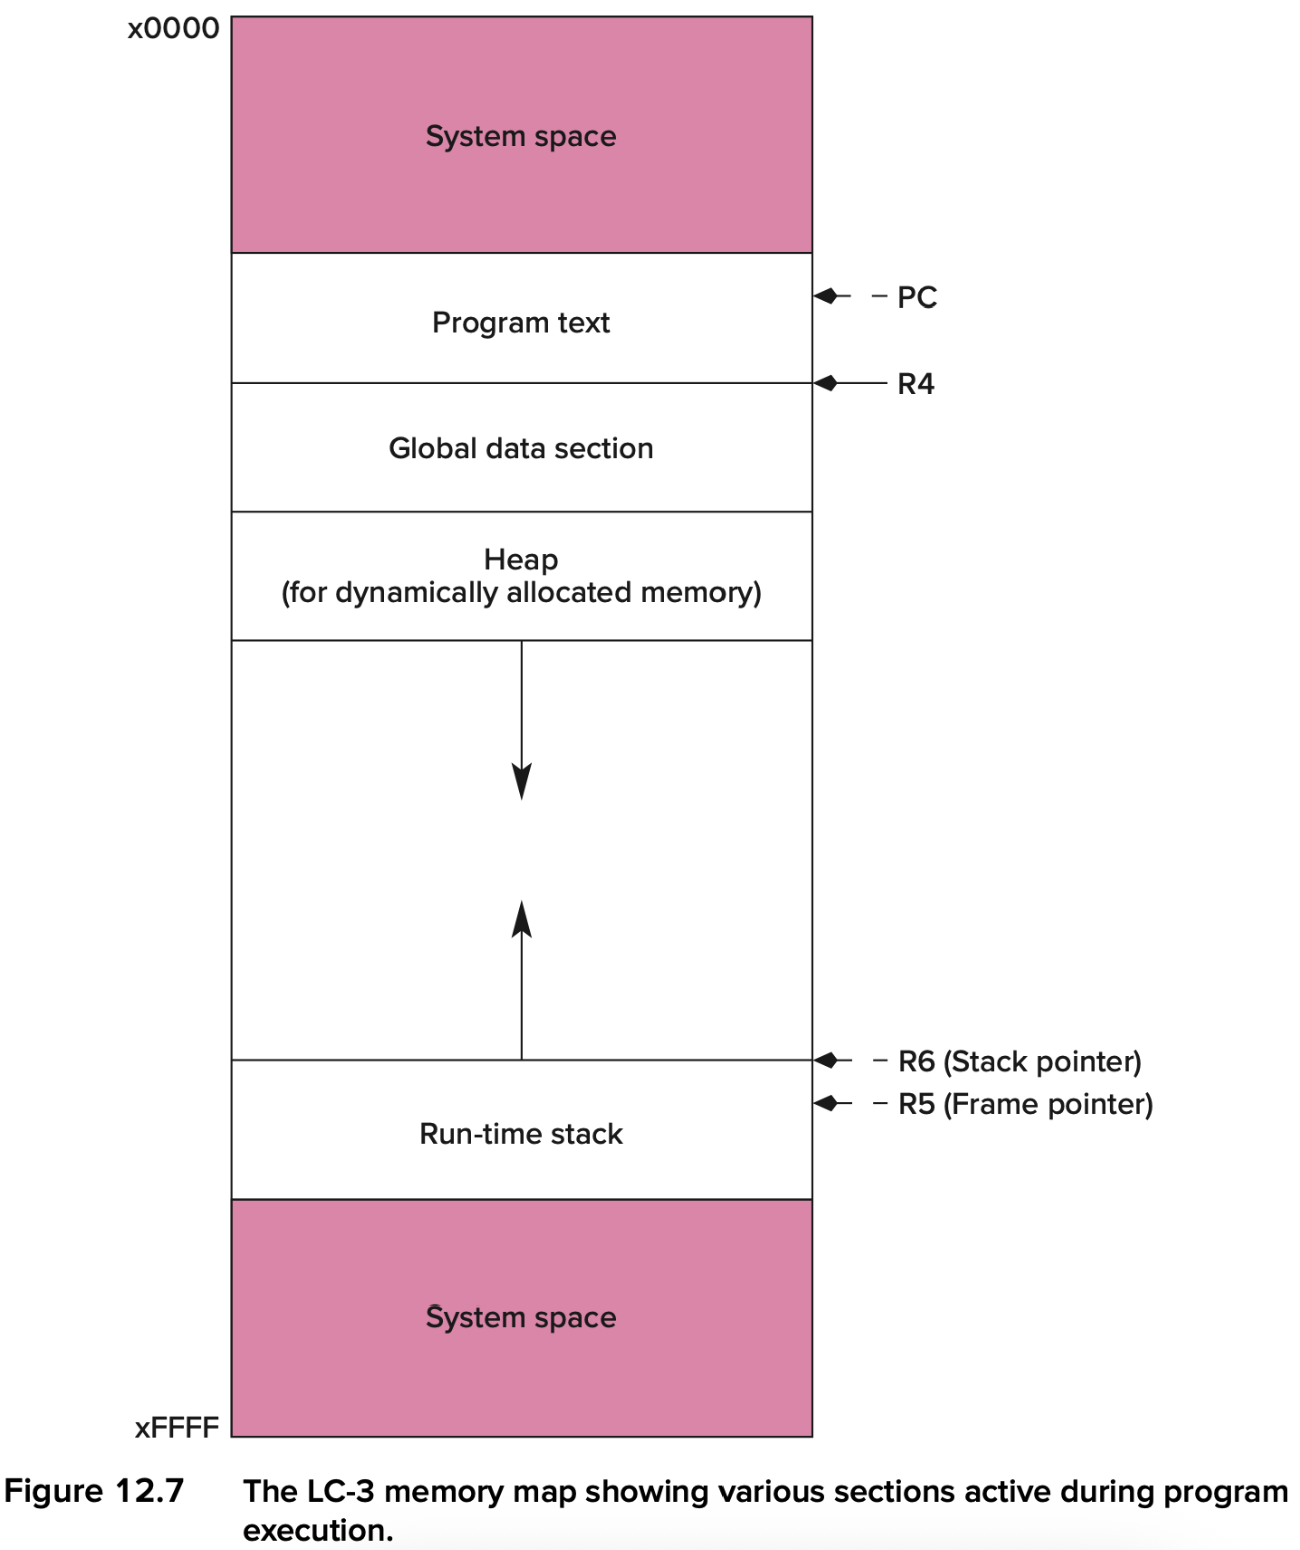 x0000
System space
PC
Program text
R4
Global data section
Heap
(for dynamically allocated memory)
R6 (Stack pointer)
R5 (Frame pointer)
Run-time stack
System space
xFFFF
Figure 12.7 The LC-3 memory map showing various sections active during program
execution.